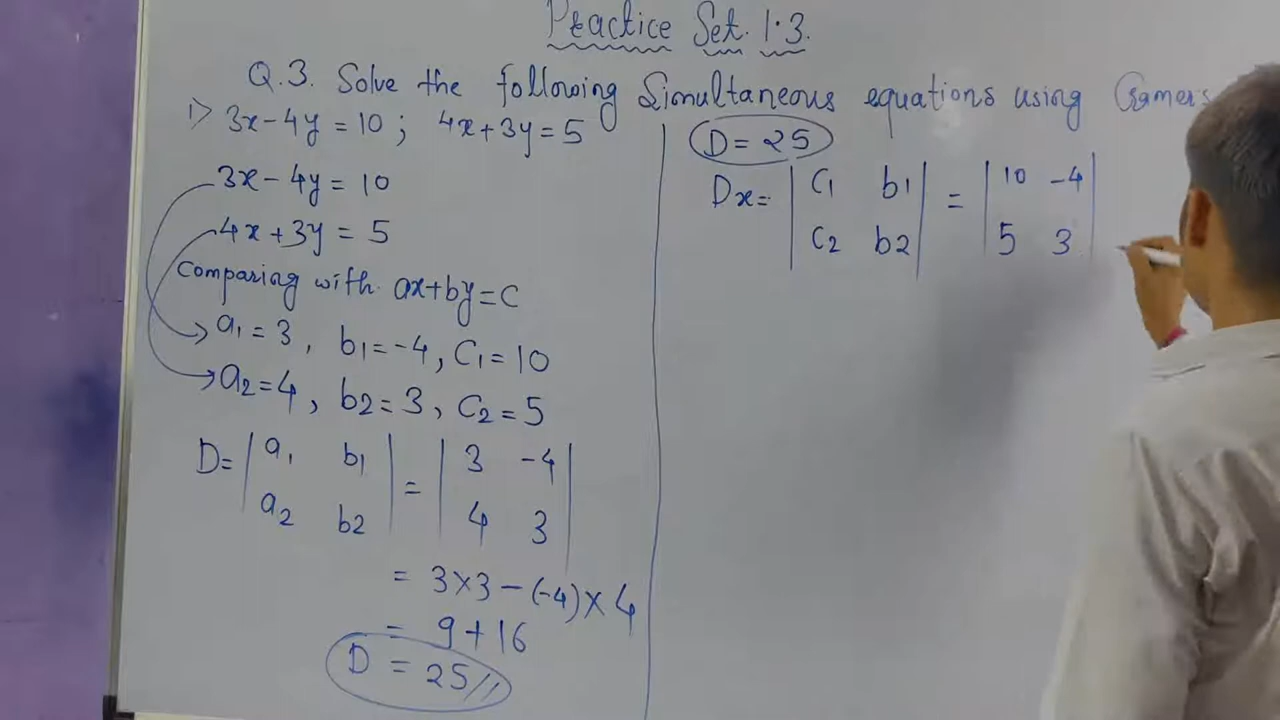 Practice Set. 1.3.
Q.3. Solve the following Simultaneous equations using Cramer's
1> 3x-4y = 10 ; 4x+3y = 5
3x-4y = 10
4x+3y = 5
Comparing with. ax+by=C
a1 = 3 , b1 = -4 , C1 = 10
a2 = 4 , b2 = 3 , C2 = 5
D= | a1 b1 | = | 3 -4 |
| a2 b2 | | 4 3 |
= 3×3-(-4)×4
= 9+16
D = 25//
D = 25
Dx= | C1 b1 | = | 10 -4 |
| C2 b2 | | 5 3 |